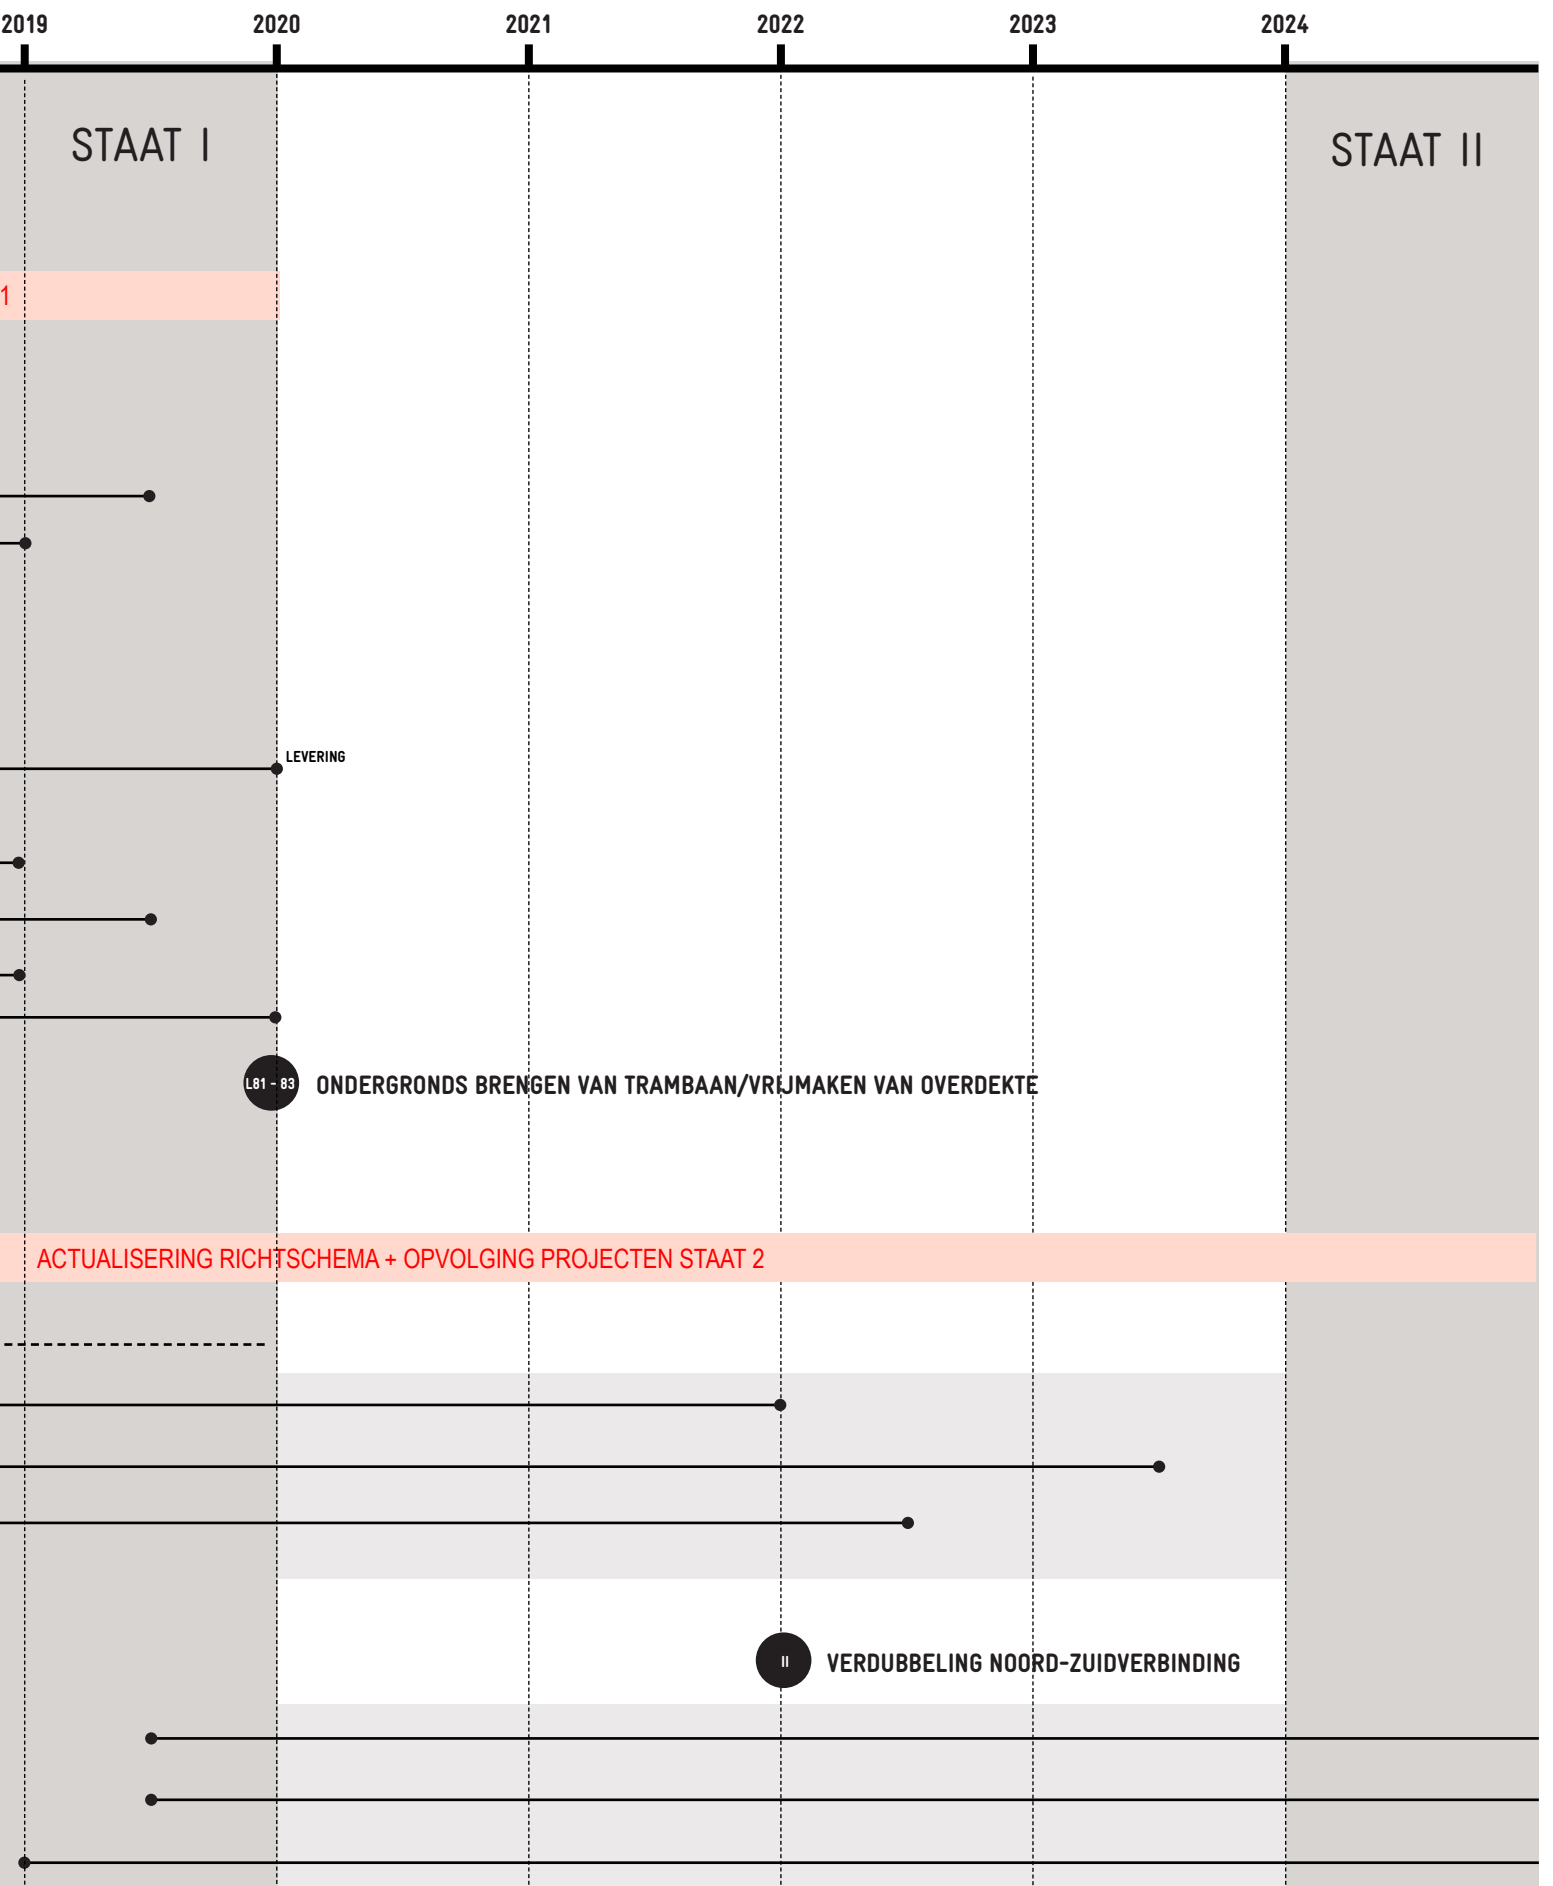 2019 2020 2021 2022 2023 2024
STAAT I
STAAT II
1
LEVERING
L81 - 83 ONDERGRONDS BRENGEN VAN TRAMBAAN/VRIJMAKEN VAN OVERDEKTE
ACTUALISERING RICHTSCHEMA + OPVOLGING PROJECTEN STAAT 2
II VERDUBBELING NOORD-ZUIDVERBINDING